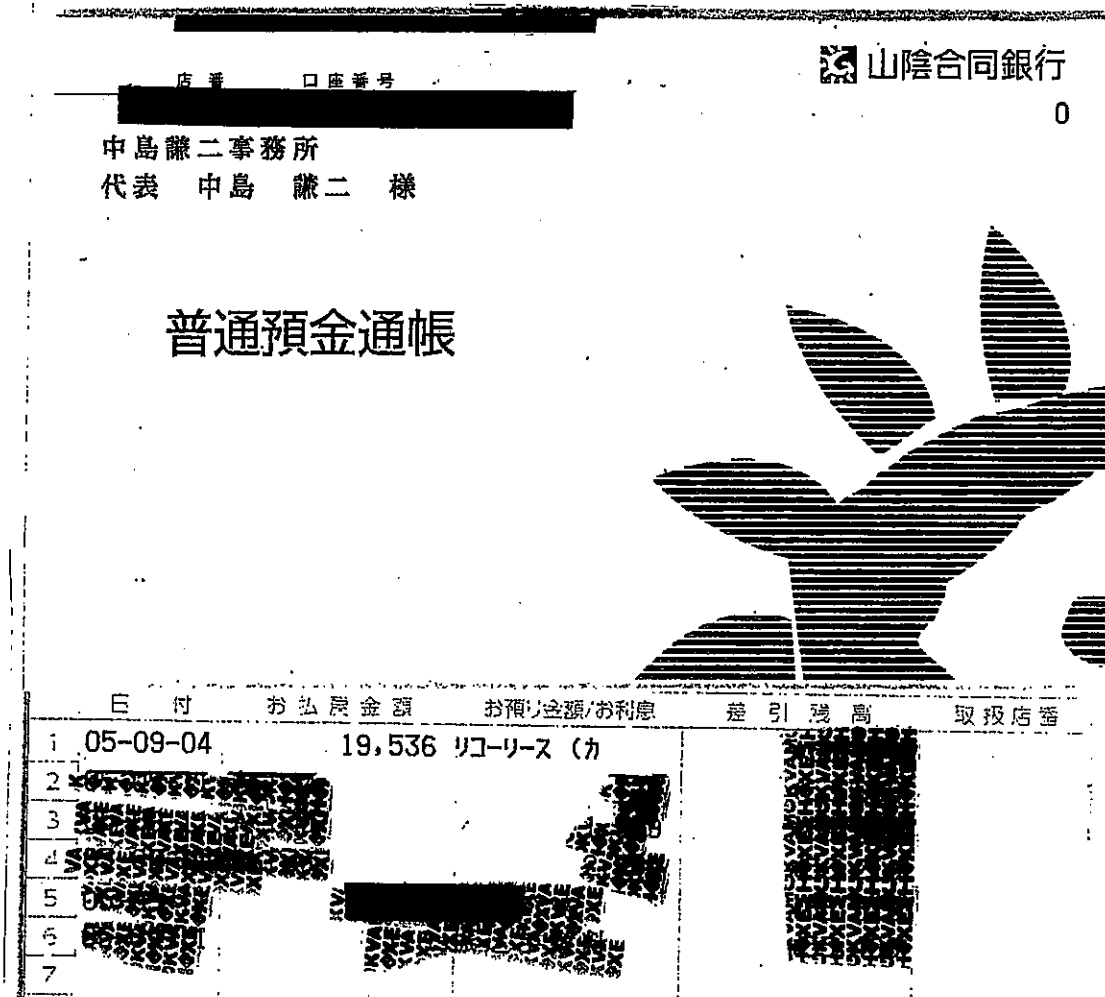 山陰合同銀行
店番 口座番号
0
中島謙二事務所
代表 中島 謙二 様
普通預金通帳
日付 お払戻金額 お預り金額/お利息 差引残高 取扱店番
1 05-09-04 19,536 リコーリース (カ
2
3
4
5
6
7